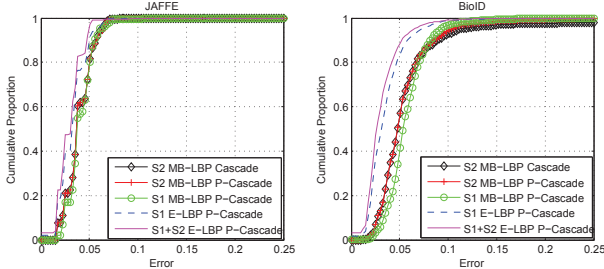 JAFFE
1
0.8
0.6
0.4
0.2
0
Cumulative Proportion
0 0.05 0.1 0.15 0.2 0.25
Error
S2 MB-LBP Cascade
S2 MB-LBP P-Cascade
S1 MB-LBP P-Cascade
S1 E-LBP P-Cascade
S1+S2 E-LBP P-Cascade
BioID
1
0.8
0.6
0.4
0.2
0
Cumulative Proportion
0 0.05 0.1 0.15 0.2 0.25
Error
S2 MB-LBP Cascade
S2 MB-LBP P-Cascade
S1 MB-LBP P-Cascade
S1 E-LBP P-Cascade
S1+S2 E-LBP P-Cascade